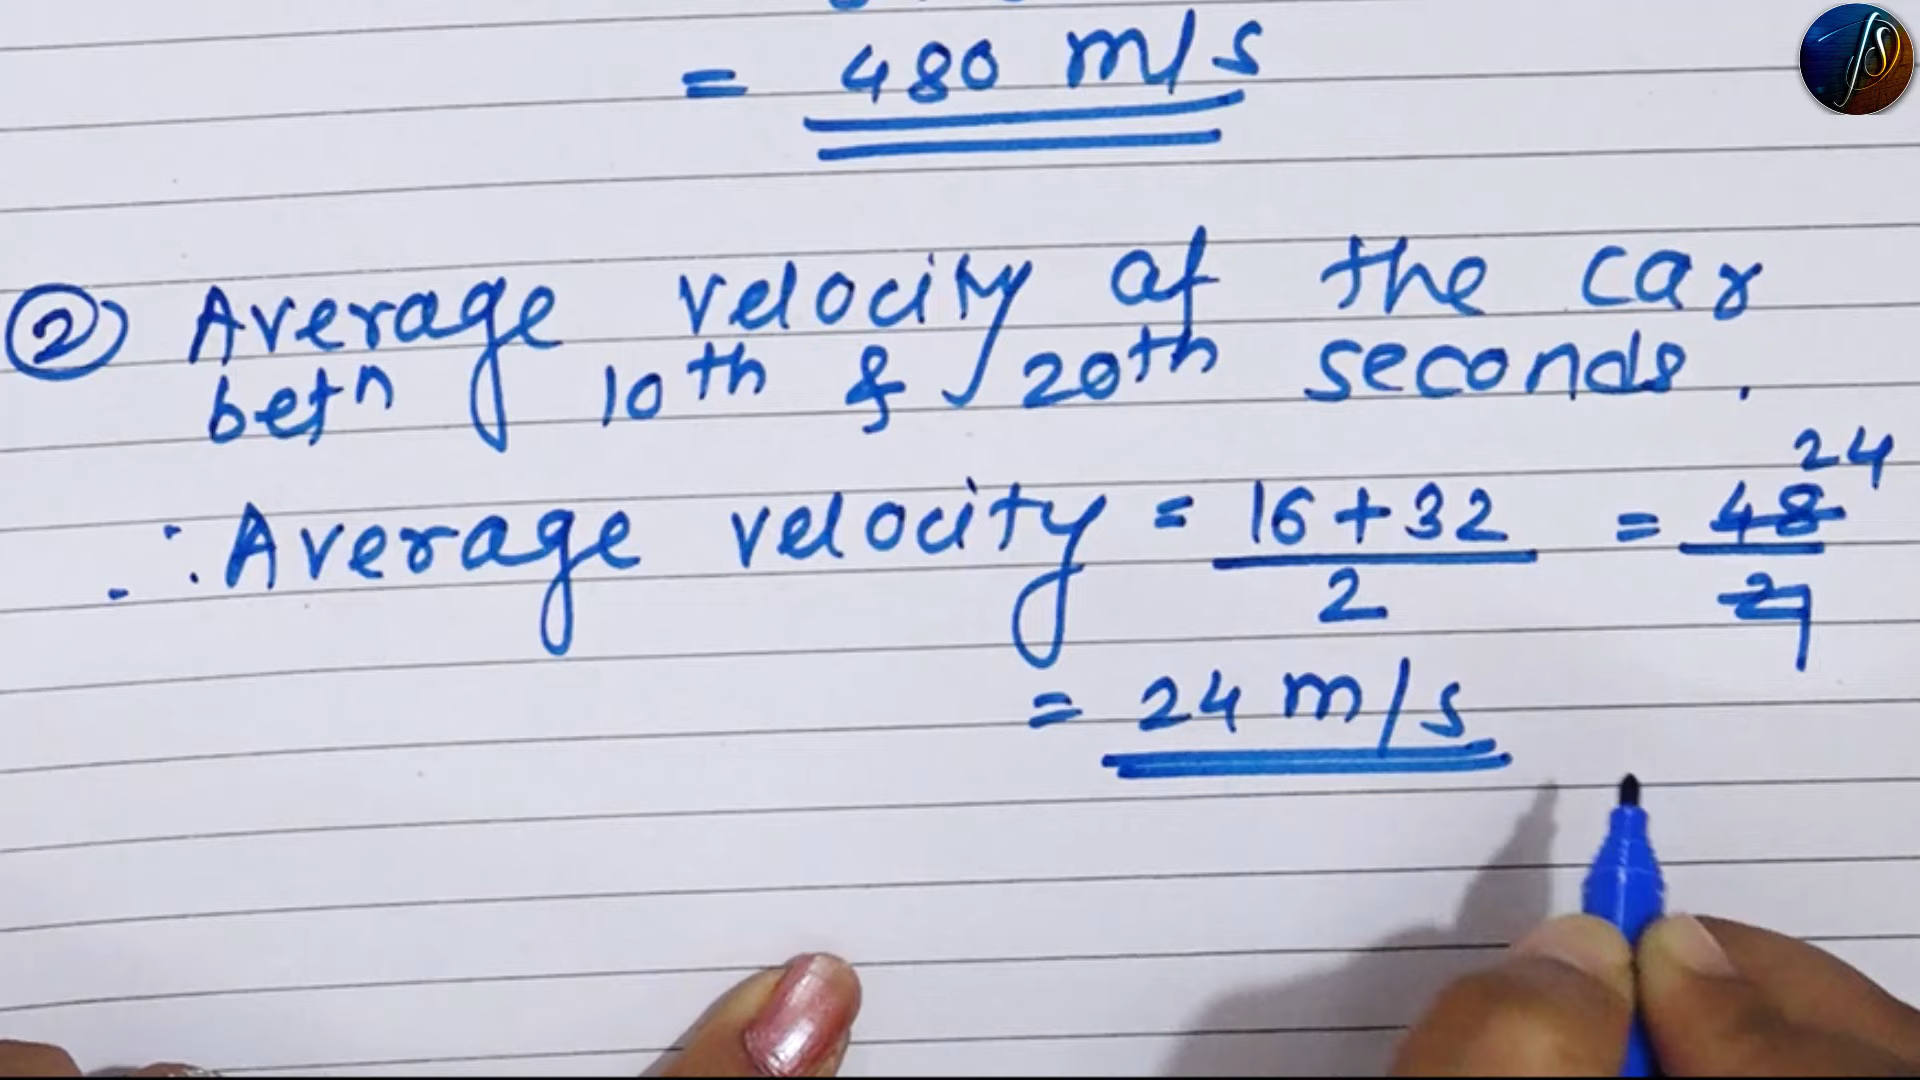 = 480 m/s
② Average velocity of the car
betn 10th & 20th seconds.
∴ Average velocity = 16+32 / 2 = 48 / 2 24
= 24 m/s